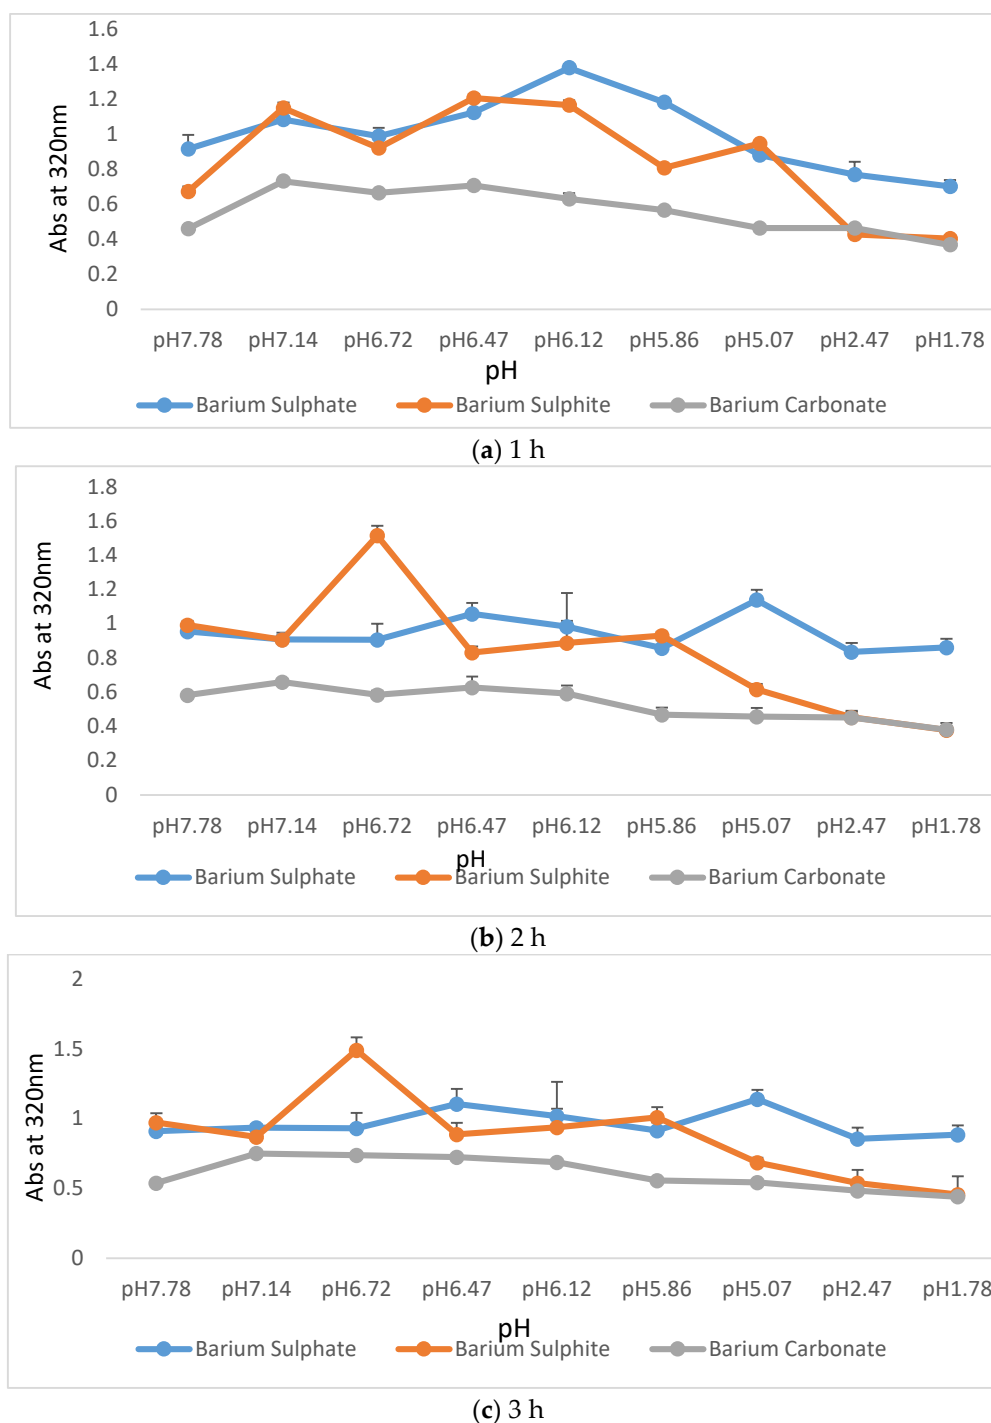 1.6
1.4
1.2
1
0.8
0.6
0.4
0.2
0
Abs at 320nm
pH7.78 pH7.14 pH6.72 pH6.47 pH6.12 pH5.86 pH5.07 pH2.47 pH1.78
pH
Barium Sulphate Barium Sulphite Barium Carbonate
(a) 1 h
1.8
1.6
1.4
1.2
1
0.8
0.6
0.4
0.2
0
Abs at 320nm
pH7.78 pH7.14 pH6.72 pH6.47 pH6.12 pH5.86 pH5.07 pH2.47 pH1.78
pH
Barium Sulphate Barium Sulphite Barium Carbonate
(b) 2 h
2
1.5
1
0.5
0
Abs at 320nm
pH7.78 pH7.14 pH6.72 pH6.47 pH6.12 pH5.86 pH5.07 pH2.47 pH1.78
pH
Barium Sulphate Barium Sulphite Barium Carbonate
(c) 3 h